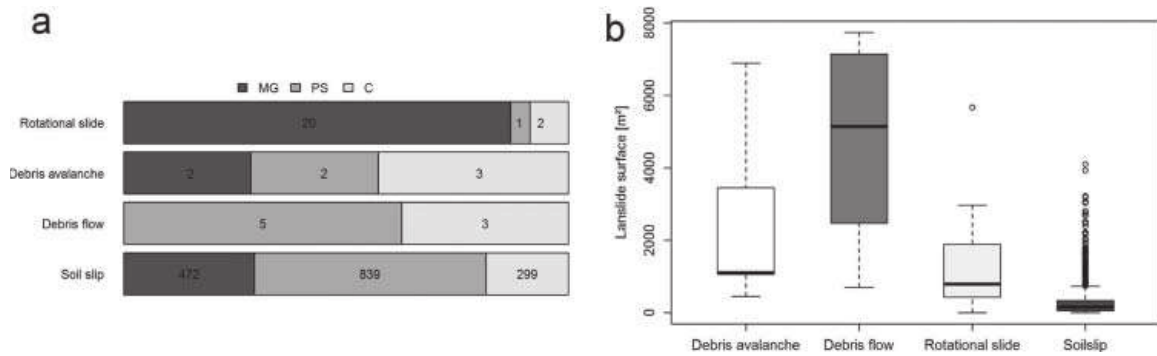 a
MG PS C
Rotational slide 20 1 2
Debris avalanche 2 2 3
Debris flow 5 3
Soil slip 472 839 299
b
Lanslide surface [m²]
8000
6000
4000
2000
0
Debris avalanche Debris flow Rotational slide Soilslip